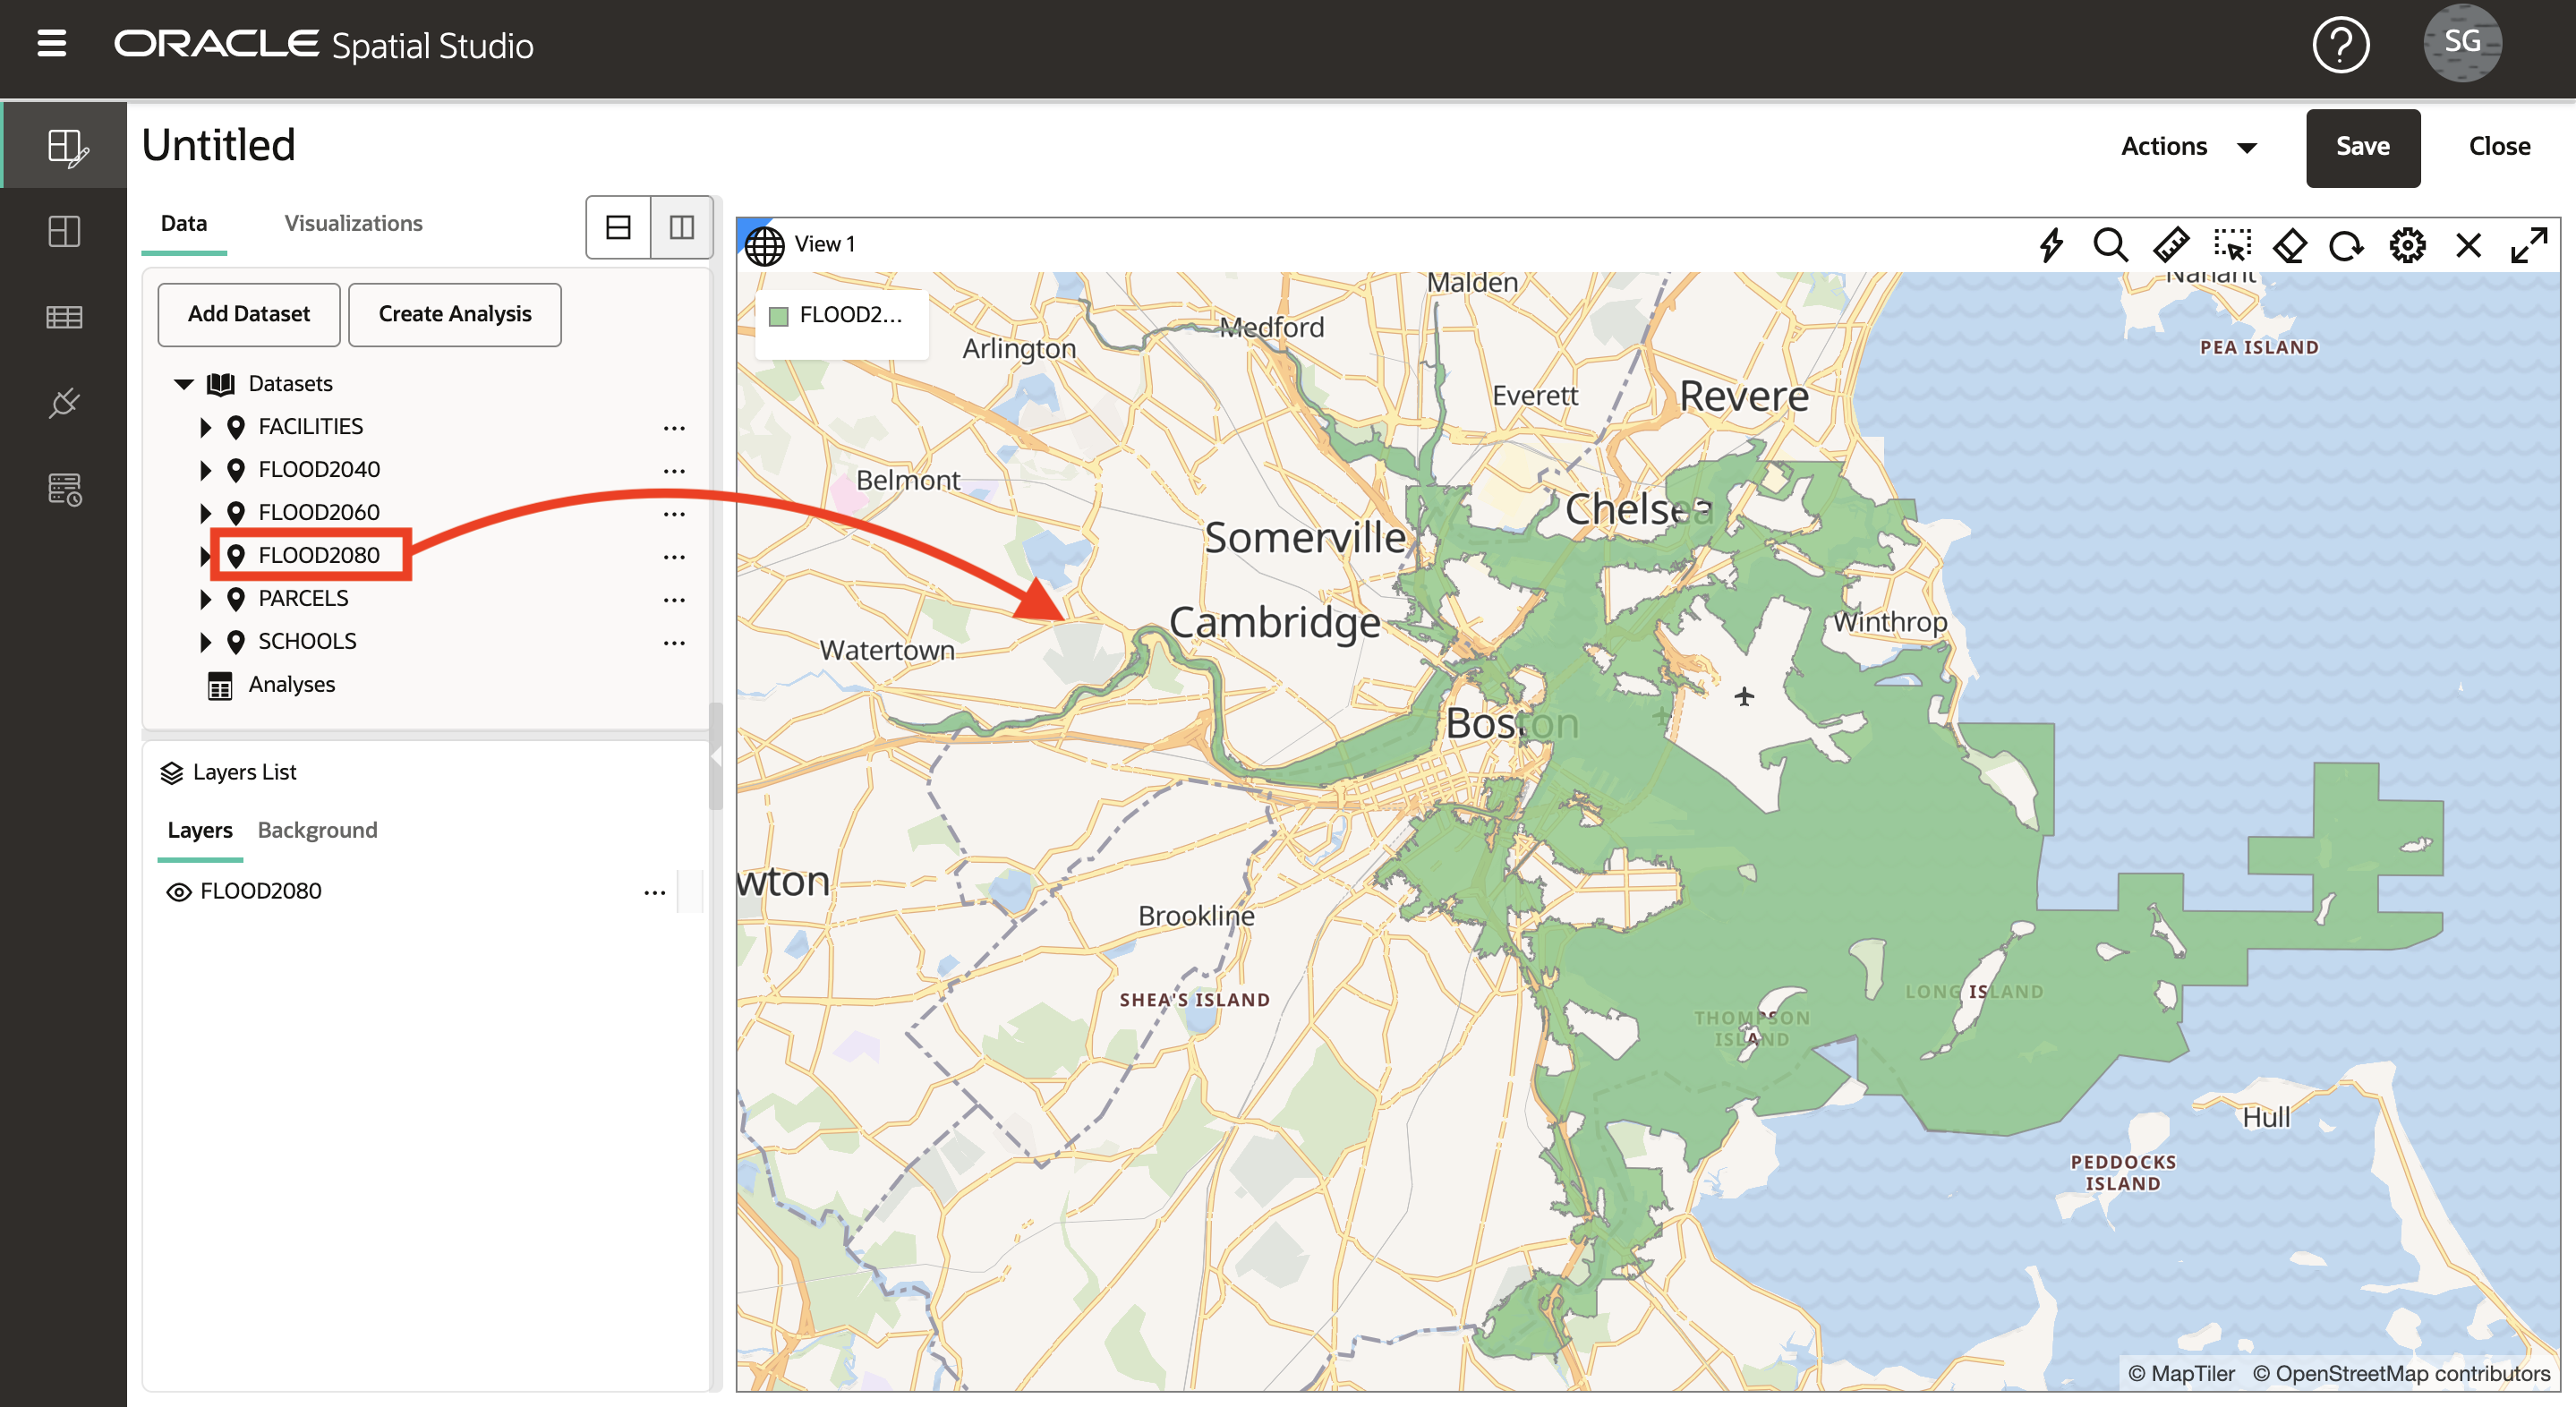 ORACLE Spatial Studio
SG
Untitled
Actions
Save
Close
Data
Visualizations
View 1
Add Dataset
Create Analysis
Datasets
FACILITIES
FLOOD2040
FLOOD2060
FLOOD2080
PARCELS
SCHOOLS
Analyses
Layers List
Layers
Background
FLOOD2080
FLOOD2...
Malden
Nahant
Medford
Arlington
PEA ISLAND
Everett
Revere
Belmont
Chelsea
Somerville
Cambridge
Winthrop
Watertown
Boston
wton
Brookline
SHEA'S ISLAND
LONG ISLAND
THOMPSON
ISLAND
Hull
PEDDOCKS
ISLAND
© MapTiler © OpenStreetMap contributors